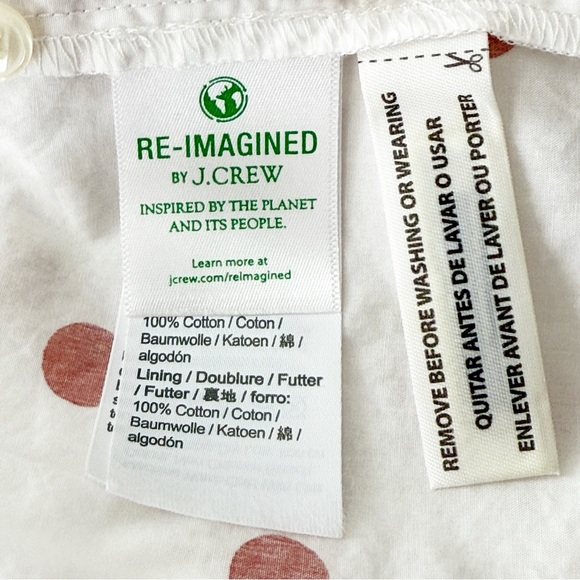 RE-IMAGINED
BY J.CREW
INSPIRED BY THE PLANET
AND ITS PEOPLE.
Learn more at
jcrew.com/reimagined
100% Cotton / Coton /
Baumwolle / Katoen / 綿 /
algodón
Lining / Doublure / Futter
/ Futter / 裏地 / forro:
100% Cotton / Coton /
Baumwolle / Katoen / 綿 /
algodón
REMOVE BEFORE WASHING OR WEARING
QUITAR ANTES DE LAVAR O USAR
ENLEVER AVANT DE LAVER OU PORTER